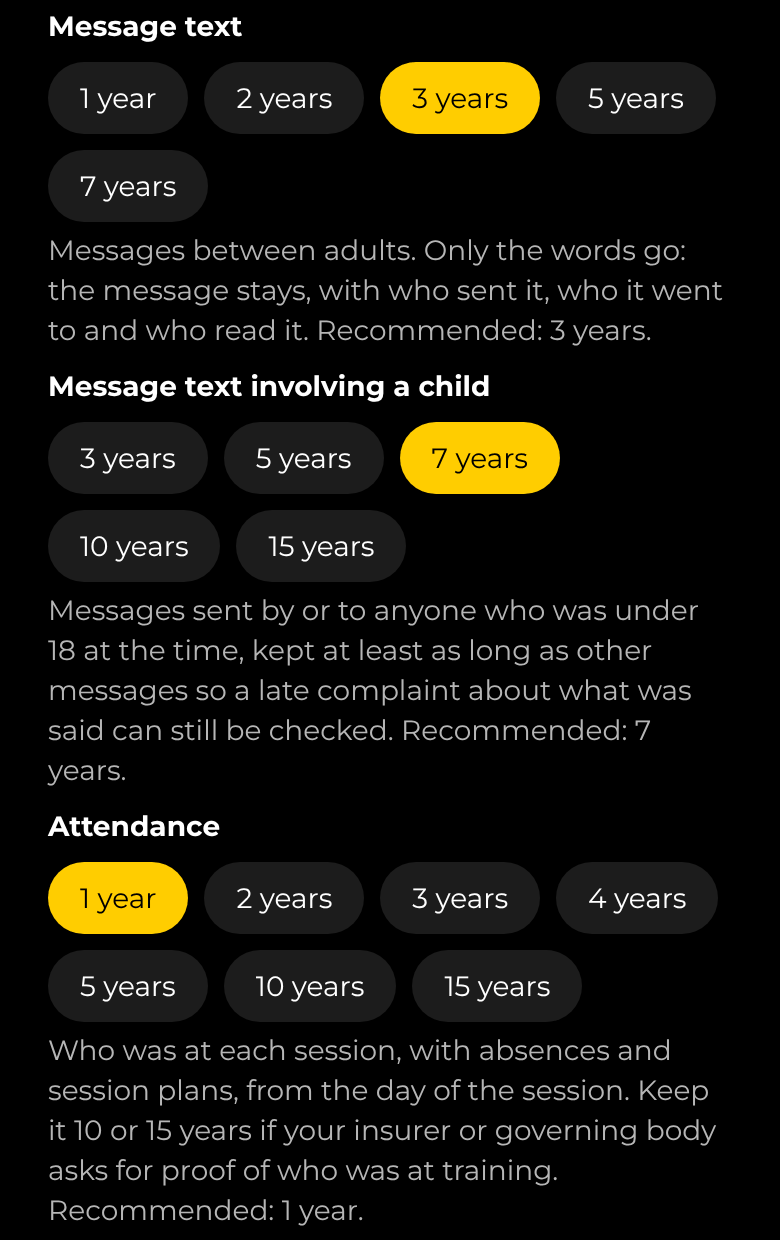 Message text
1 year 2 years 3 years 5 years
7 years
Messages between adults. Only the words go:
the message stays, with who sent it, who it went
to and who read it. Recommended: 3 years.
Message text involving a child
3 years 5 years 7 years
10 years 15 years
Messages sent by or to anyone who was under
18 at the time, kept at least as long as other
messages so a late complaint about what was
said can still be checked. Recommended: 7
years.
Attendance
1 year 2 years 3 years 4 years
5 years 10 years 15 years
Who was at each session, with absences and
session plans, from the day of the session. Keep
it 10 or 15 years if your insurer or governing body
asks for proof of who was at training.
Recommended: 1 year.